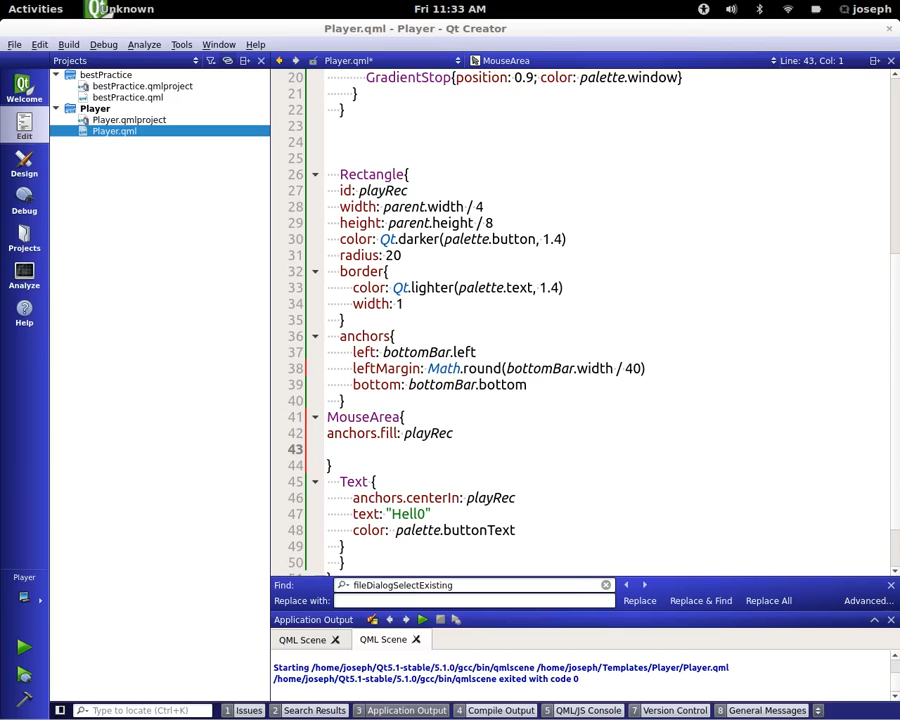 Activities
Unknown
Fri 11:33 AM
joseph
Player.qml - Player - Qt Creator
File Edit Build Debug Analyze Tools Window Help
Projects
Player.qml*
MouseArea
Line: 43, Col: 1
Welcome
Edit
Design
Debug
Projects
Analyze
Help
bestPractice
bestPractice.qmlproject
bestPractice.qml
Player
Player.qmlproject
Player.qml
20 GradientStop{position: 0.9; color: palette.window}
21 }
22 }
23
24
25
26 Rectangle{
27 id: playRec
28 width: parent.width / 4
29 height: parent.height / 8
30 color: Qt.darker(palette.button, 1.4)
31 radius: 20
32 border{
33 color: Qt.lighter(palette.text, 1.4)
34 width: 1
35 }
36 anchors{
37 left: bottomBar.left
38 leftMargin: Math.round(bottomBar.width / 40)
39 bottom: bottomBar.bottom
40 }
41 MouseArea{
42 anchors.fill: playRec
43
44 }
45 Text {
46 anchors.centerIn: playRec
47 text: "Hell0"
48 color: palette.buttonText
49 }
50 }
Find: fileDialogSelectExisting
Replace with: Replace Replace & Find Replace All Advanced...
Application Output
QML Scene QML Scene
Starting /home/joseph/Qt5.1-stable/5.1.0/gcc/bin/qmlscene /home/joseph/Templates/Player/Player.qml
/home/joseph/Qt5.1-stable/5.1.0/gcc/bin/qmlscene exited with code 0
Player
Type to locate (Ctrl+K)
1 Issues 2 Search Results 3 Application Output 4 Compile Output 5 QML/JS Console 7 Version Control 8 General Messages